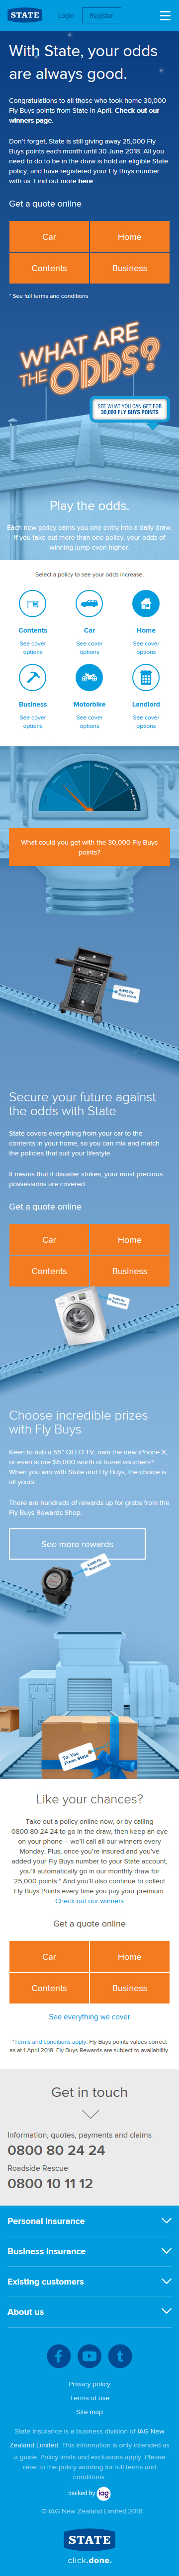 STATE
Login
Register
With State, your odds
are always good.
Congratulations to all those who took home 30,000
Fly Buys points from State in April. Check out our
winners page.
Don't forget, State is still giving away 25,000 Fly
Buys points each month until 30 June 2018. All you
need to do to be in the draw is hold an eligible State
policy, and have registered your Fly Buys number
with us. Find out more here.
Get a quote online
Car
Home
Contents
Business
* See full terms and conditions
WHAT ARE
THE ODDS?
SEE WHAT YOU CAN GET FOR
30,000 FLY BUYS POINTS
Play the odds.
Each new policy earns you one entry into a daily draw.
If you take out more than one policy, your odds of
winning jump even higher.
Select a policy to see your odds increase.
Contents
Car
Home
See cover
options
See cover
options
See cover
options
Business
Motorbike
Landlord
See cover
options
See cover
options
See cover
options
What could you get with the 30,000 Fly Buys
points?
Secure your future against
the odds with State
State covers everything from your car to the
contents in your home, so you can mix and match
the policies that suit your lifestyle.
It means that if disaster strikes, your most precious
possessions are covered.
Get a quote online
Car
Home
Contents
Business
Choose incredible prizes
with Fly Buys
Keen to nab a 55" QLED TV, own the new iPhone X,
or even score $5,000 worth of travel vouchers?
When you win with State and Fly Buys, the choice is
all yours.
There are hundreds of rewards up for grabs from the
Fly Buys Rewards Shop.
See more rewards
To: You
From: State
Like your chances?
Take out a policy online now, or by calling
0800 80 24 24 to go in the draw, then keep an eye
on your phone – we'll call all our winners every
Monday. Plus, once you're insured and you've
added your Fly Buys number to your State account,
you'll automatically go in our monthly draw for
25,000 points.* And you'll also continue to collect
Fly Buys Points every time you pay your premium.
Check out our winners
Get a quote online
Car
Home
Contents
Business
See everything we cover
*Terms and conditions apply. Fly Buys points values correct
as at 1 April 2018. Fly Buys Rewards are subject to availability.
Get in touch
Information, quotes, payments and claims
0800 80 24 24
Roadside Rescue
0800 10 11 12
Personal insurance
Business insurance
Existing customers
About us
Privacy policy
Terms of use
Site map
State Insurance is a business division of IAG New
Zealand Limited. This information is only intended as
a guide. Policy limits and exclusions apply. Please
refer to the policy wording for full terms and
conditions.
backed by iag
© IAG New Zealand Limited 2018
STATE
click.done.